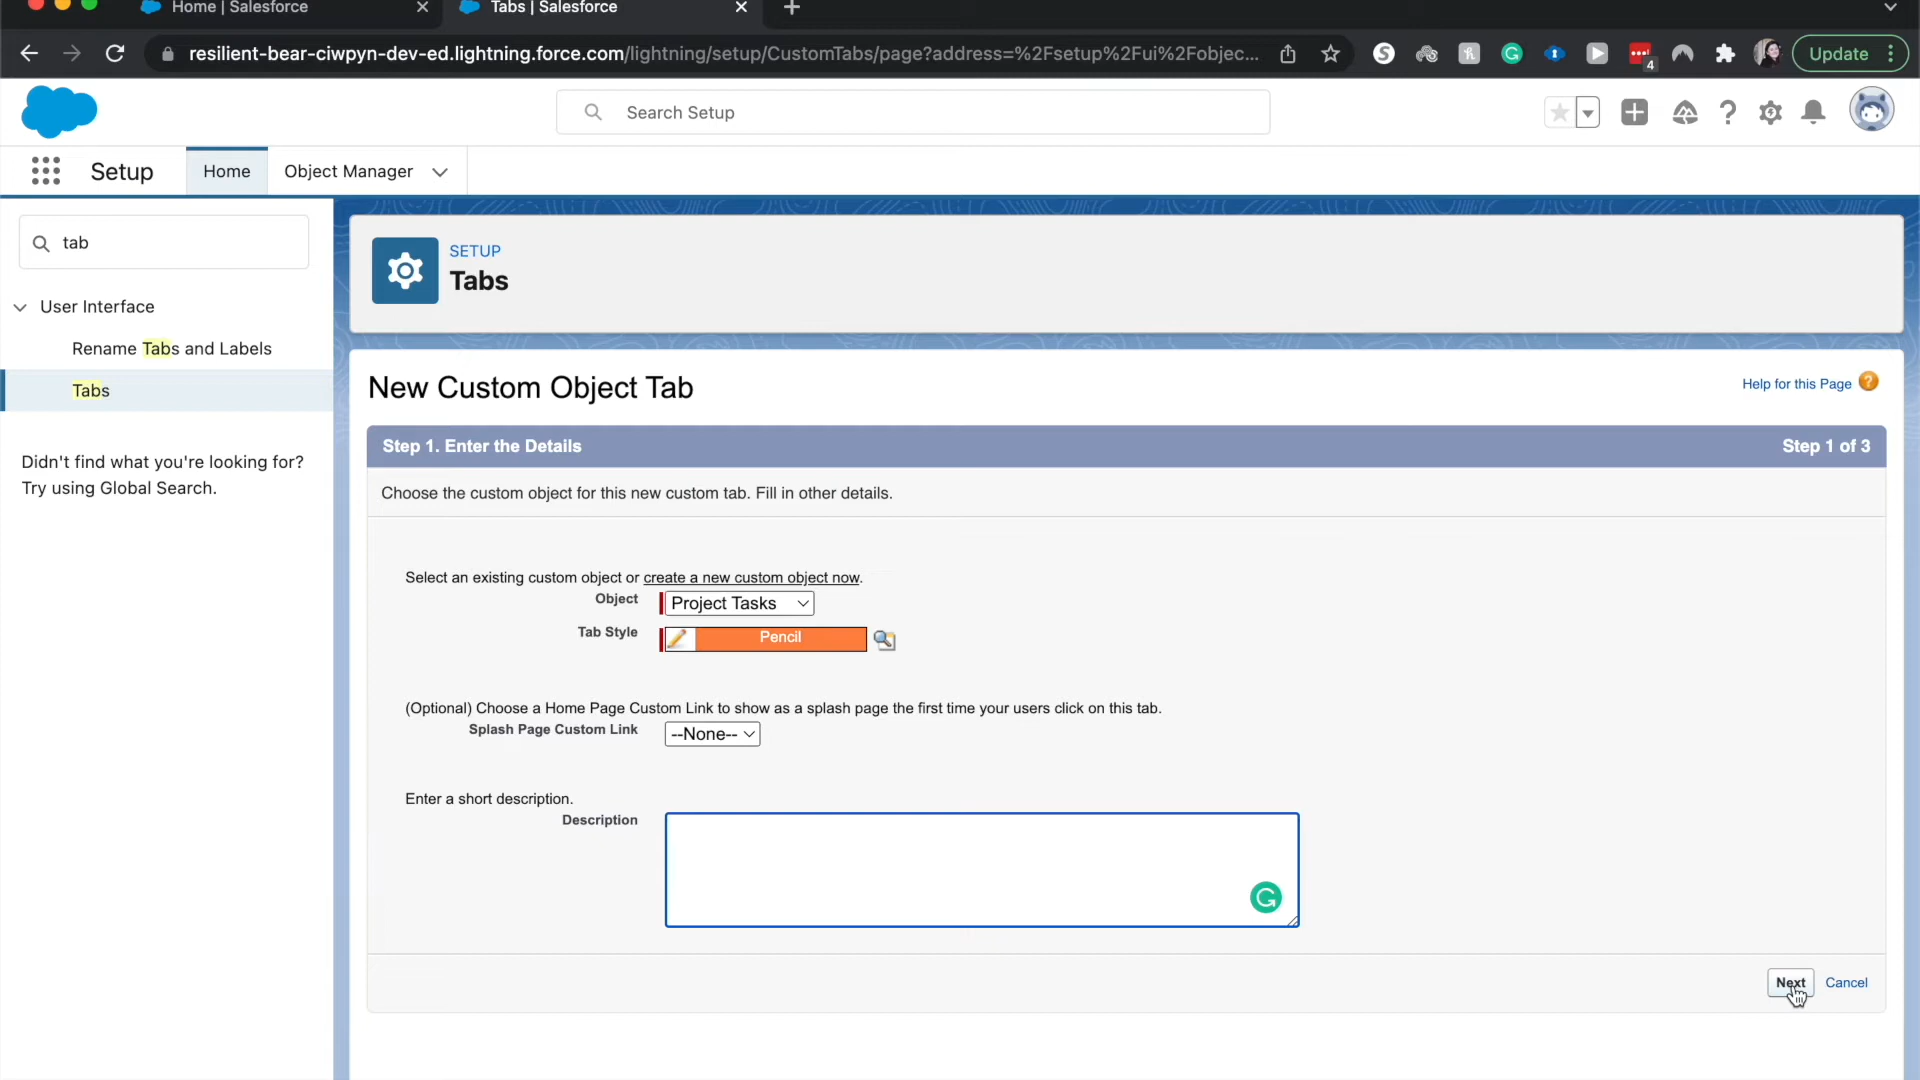 Home | Salesforce
Tabs | Salesforce
resilient-bear-ciwpyn-dev-ed.lightning.force.com/lightning/setup/CustomTabs/page?address=%2Fsetup%2Fui%2Fobjec...
4
Update
Search Setup
Setup
Home
Object Manager
tab
User Interface
Rename Tabs and Labels
Tabs
Didn't find what you're looking for?
Try using Global Search.
SETUP
Tabs
New Custom Object Tab
Help for this Page
Step 1. Enter the Details
Step 1 of 3
Choose the custom object for this new custom tab. Fill in other details.
Select an existing custom object or create a new custom object now.
Object
Project Tasks
Tab Style
Pencil
(Optional) Choose a Home Page Custom Link to show as a splash page the first time your users click on this tab.
Splash Page Custom Link
--None--
Enter a short description.
Description
Next
Cancel